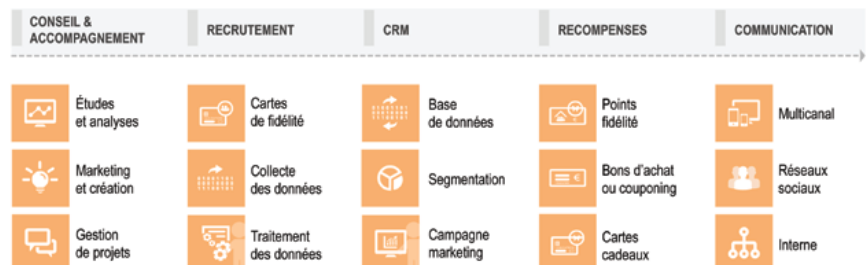 CONSEIL &
ACCOMPAGNEMENT
RECRUTEMENT
CRM
RECOMPENSES
COMMUNICATION
Études
et analyses
Cartes
de fidélité
Base
de données
Points
fidélité
Multicanal
Marketing
et création
Collecte
des données
Segmentation
Bons d'achat
ou couponing
Réseaux
sociaux
Gestion
de projets
Traitement
des données
Campagne
marketing
Cartes
cadeaux
Interne